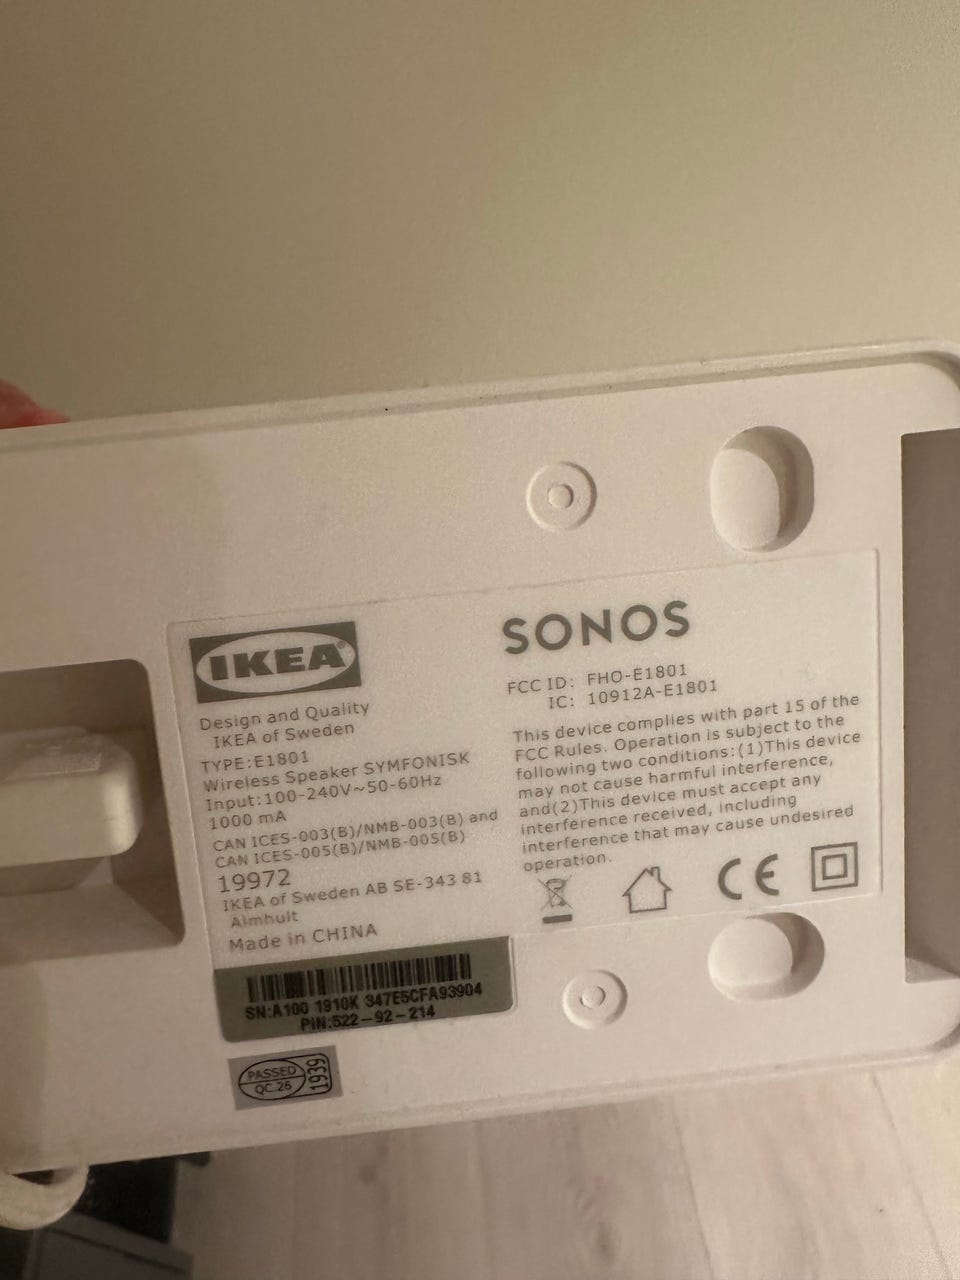 IKEA®
Design and Quality
IKEA of Sweden
TYPE:E1801
Wireless Speaker SYMFONISK
Input:100-240V~50-60Hz
1000 mA
CAN ICES-003(B)/NMB-003(B) and
CAN ICES-005(B)/NMB-005(B)
19972
IKEA of Sweden AB SE-343 81
Älmhult
Made in CHINA
SN:A100 1910K 347E5CFA93904
PIN:522-92-214
PASSED
QC.26
1939
SONOS
FCC ID: FHO-E1801
IC: 10912A-E1801
This device complies with part 15 of the
FCC Rules. Operation is subject to the
following two conditions:(1)This device
may not cause harmful interference,
and(2)This device must accept any
interference received, including
interference that may cause undesired
operation.
CE